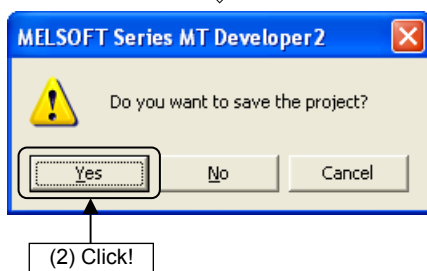 MELSOFT Series MT Developer2
Do you want to save the project?
Yes No Cancel
(2) Click!